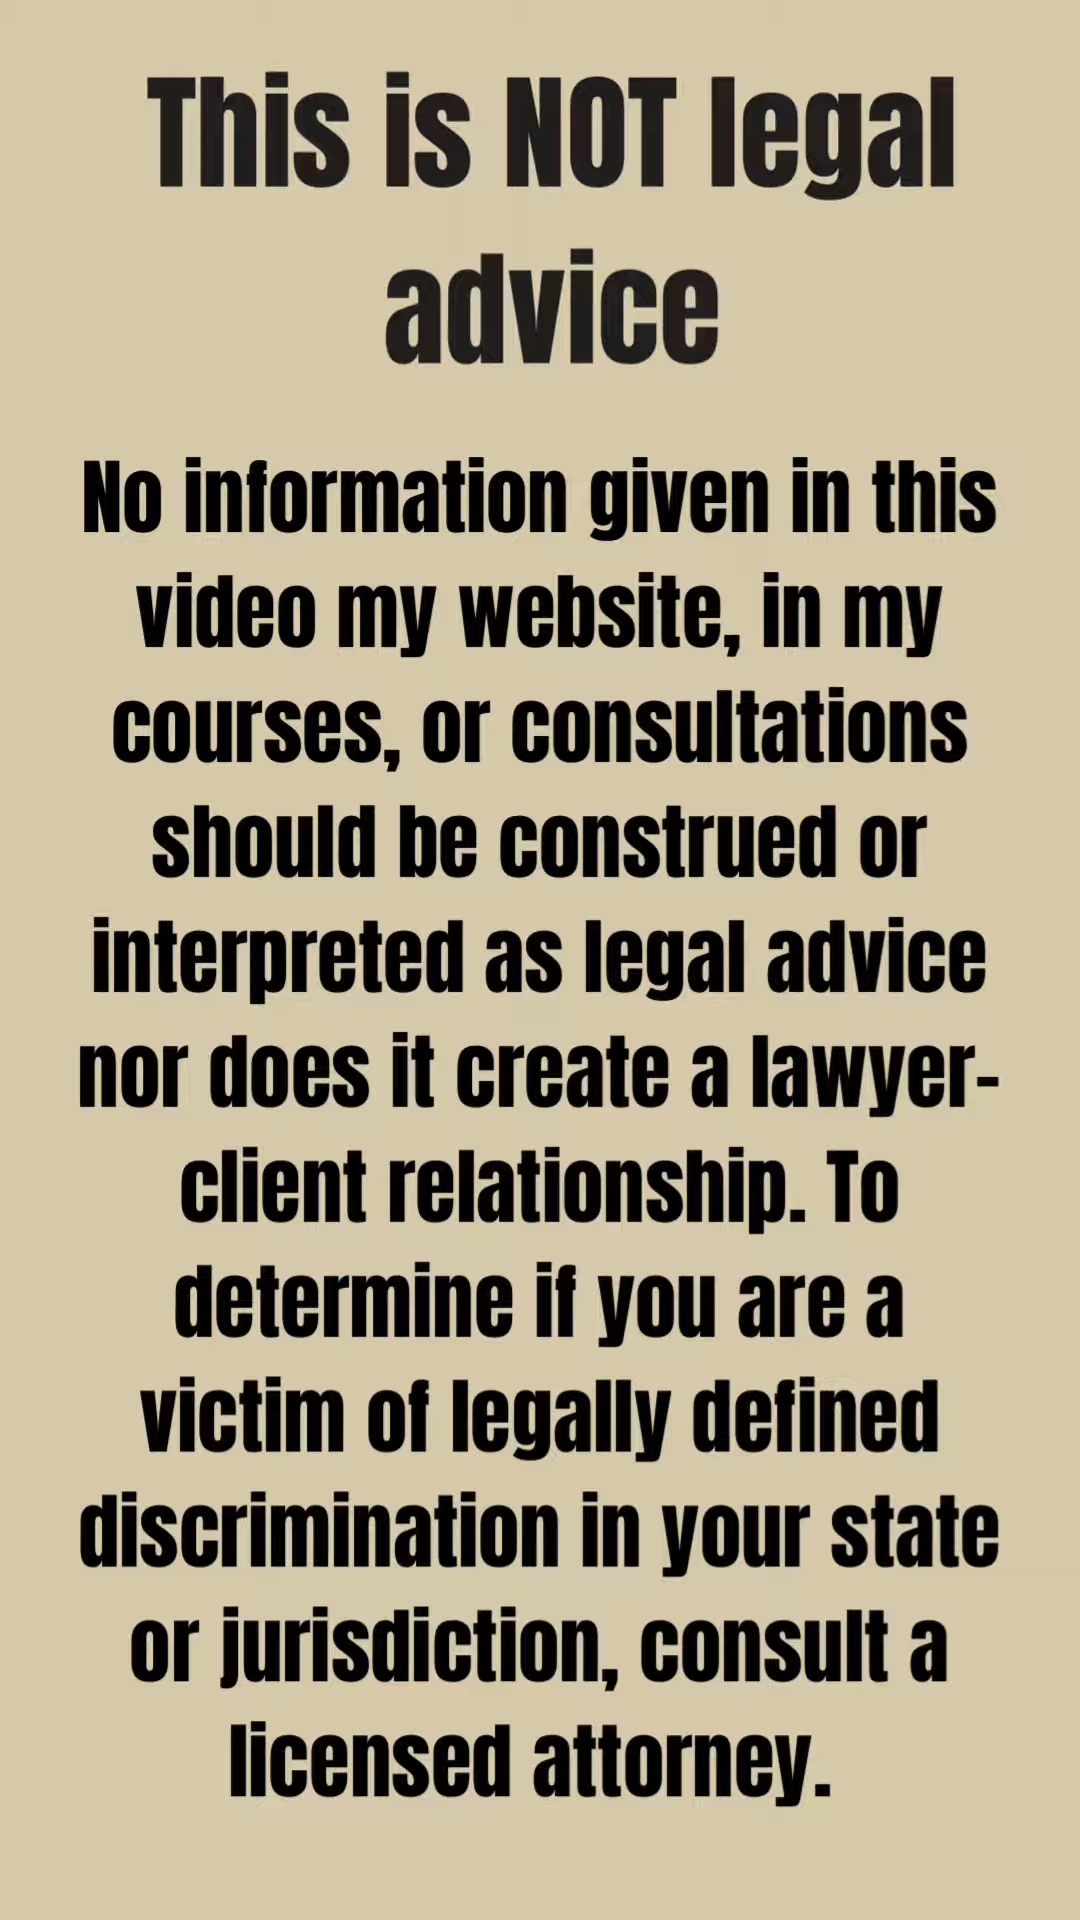 This is NOT legal
advice
No information given in this
video my website, in my
courses, or consultations
should be construed or
interpreted as legal advice
nor does it create a lawyer-
client relationship. To
determine if you are a
victim of legally defined
discrimination in your state
or jurisdiction, consult a
licensed attorney.